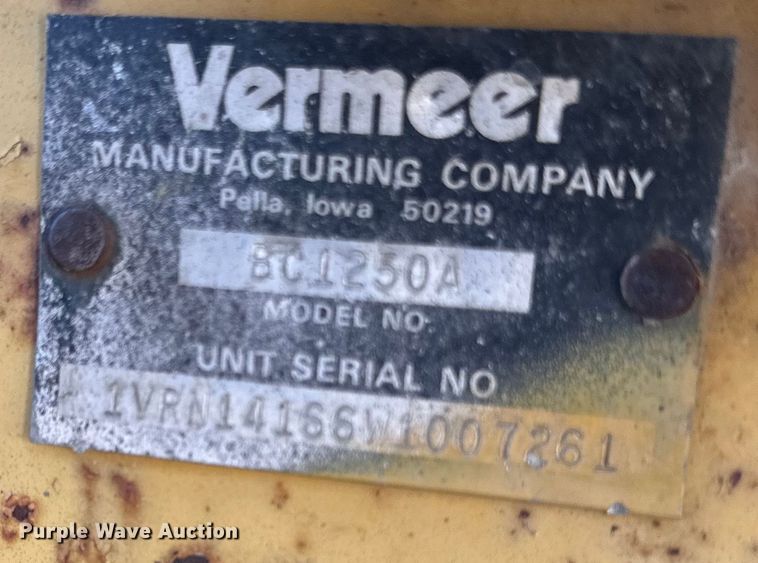 Vermeer
MANUFACTURING COMPANY
Pella, Iowa 50219
BC1250A
MODEL NO.
UNIT SERIAL NO.
1VRN14166W1007261
Purple Wave Auction